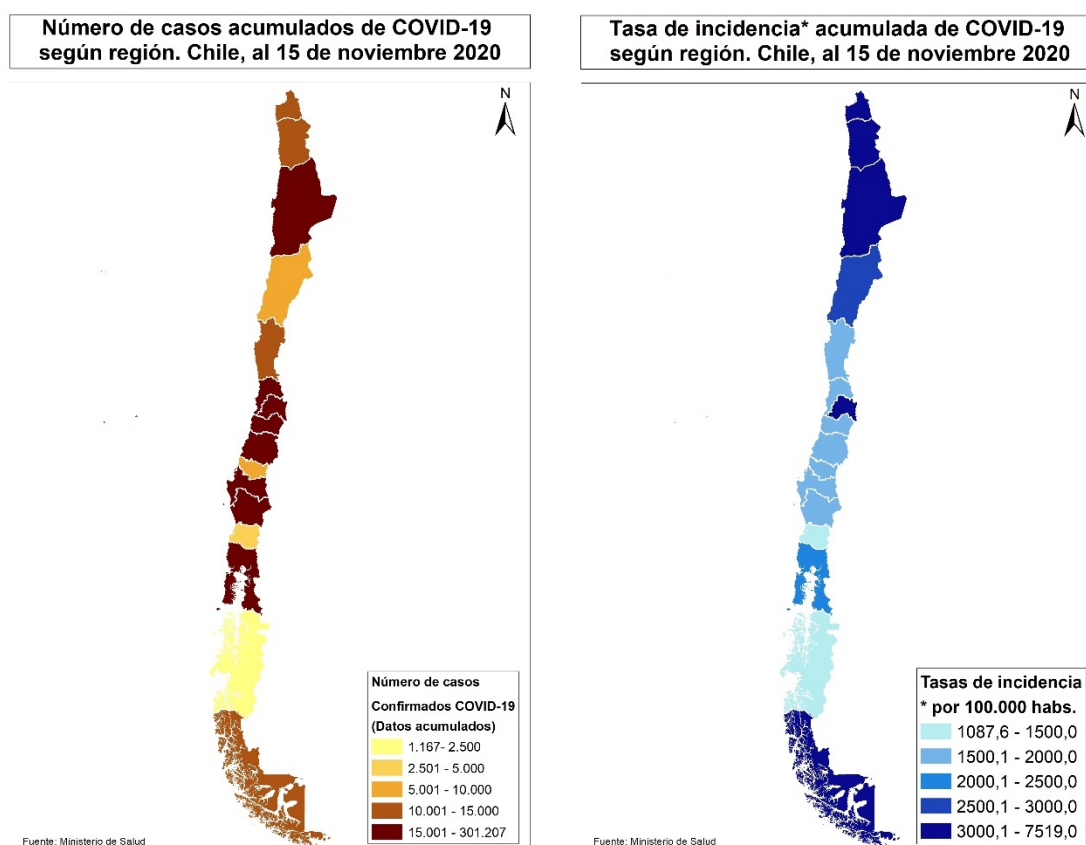 Número de casos acumulados de COVID-19
según región. Chile, al 15 de noviembre 2020
N
Número de casos
Confirmados COVID-19
(Datos acumulados)
1.167- 2.500
2.501 - 5.000
5.001 - 10.000
10.001 - 15.000
15.001 - 301.207
Fuente: Ministerio de Salud
Tasa de incidencia* acumulada de COVID-19
según región. Chile, al 15 de noviembre 2020
N
Tasas de incidencia
* por 100.000 habs.
1087,6 - 1500,0
1500,1 - 2000,0
2000,1 - 2500,0
2500,1 - 3000,0
3000,1 - 7519,0
Fuente: Ministerio de Salud